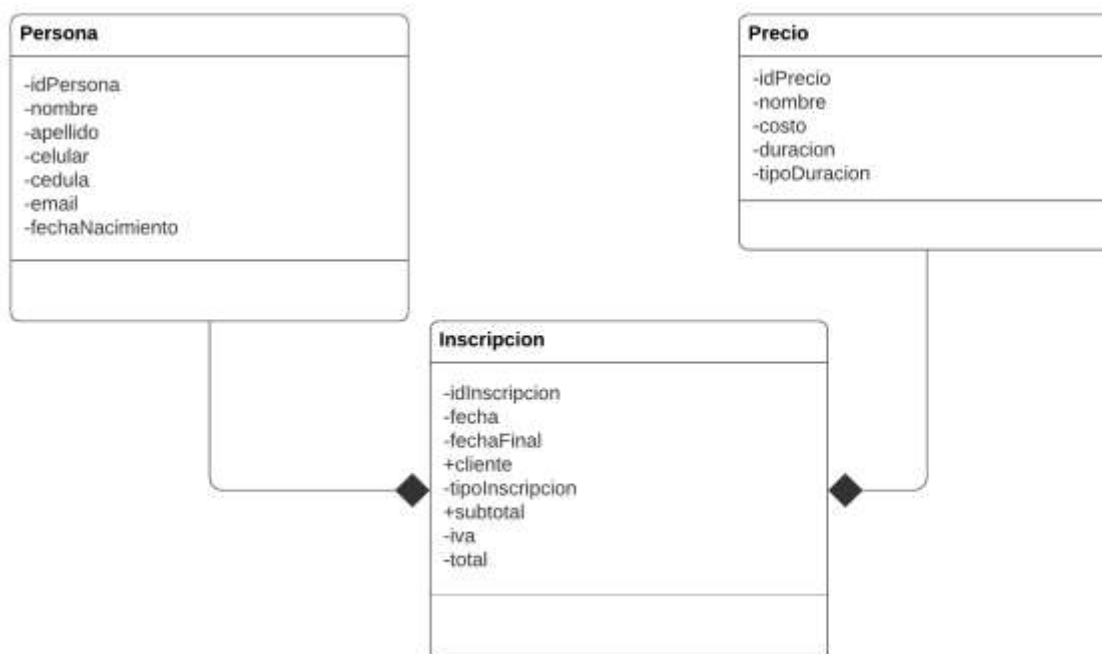 Persona
-idPersona
-nombre
-apellido
-celular
-cedula
-email
-fechaNacimiento
Precio
-idPrecio
-nombre
-costo
-duracion
-tipoDuracion
Inscripcion
-idInscripcion
-fecha
-fechaFinal
+cliente
-tipoInscripcion
+subtotal
-iva
-total